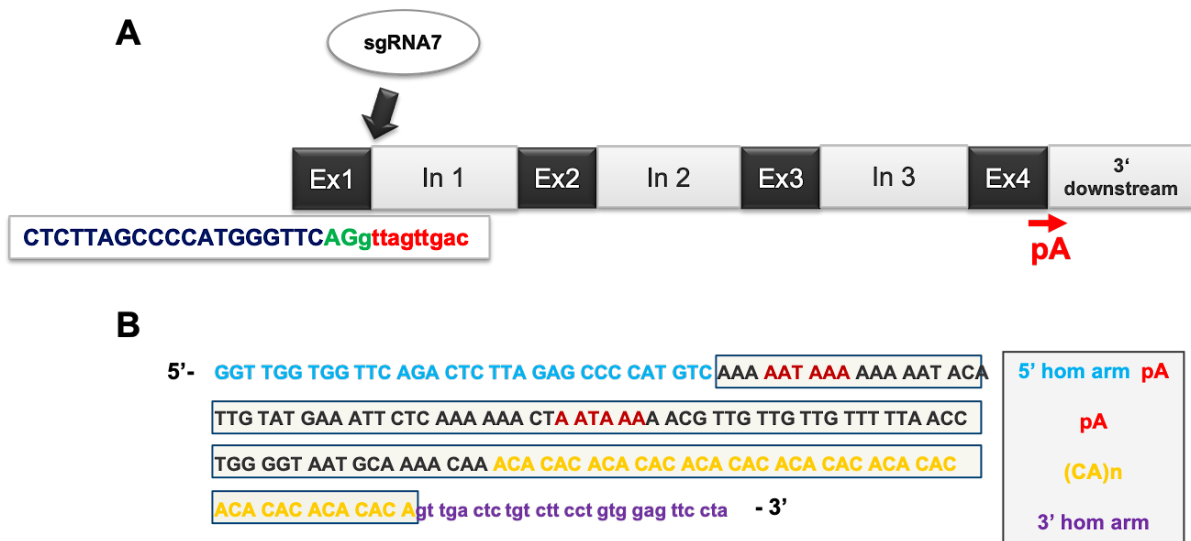 A
sgRNA7
Ex1 In 1 Ex2 In 2 Ex3 In 3 Ex4 3‘ downstream
CTCTTAGCCCCATGGGTTCAGgttagttgac
pA
B
5’- GGT TGG TGG TTC AGA CTC TTA GAG CCC CAT GTC AAA AAT AAA AAA AAT ACA
TTG TAT GAA ATT CTC AAA AAA CTA ATA AAA ACG TTG TTG TTG TTT TTA ACC
TGG GGT AAT GCA AAA CAA ACA CAC ACA CAC ACA CAC ACA CAC ACA CAC
ACA CAC ACA CAC Agt tga ctc tgt ctt cct gtg gag ttc cta - 3’
5’ hom arm pA
pA
(CA)n
3’ hom arm